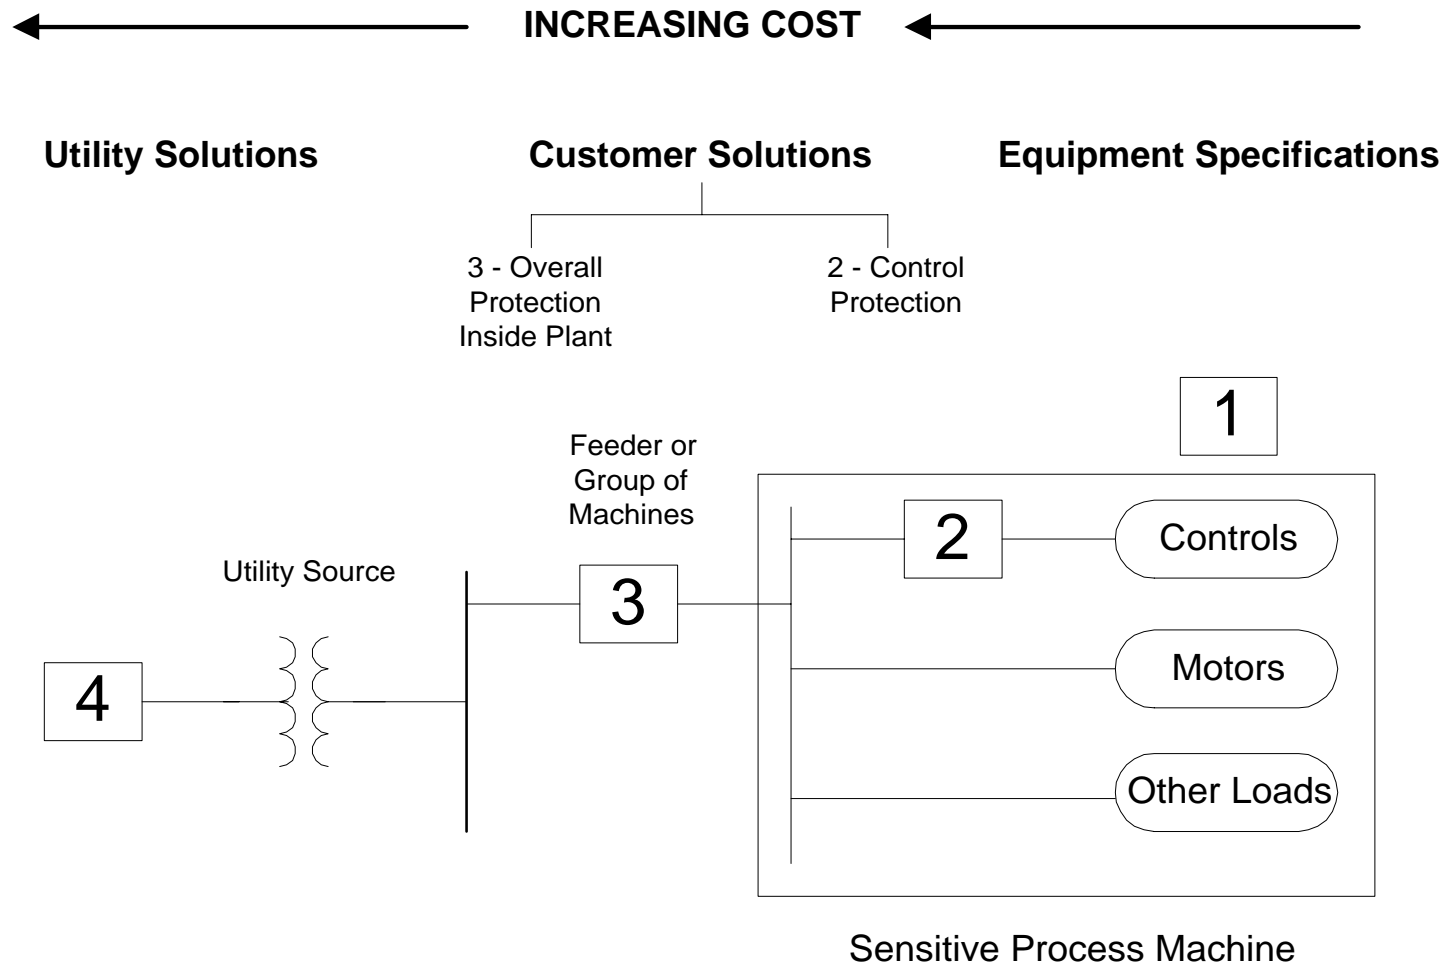 INCREASING COST
Utility Solutions
Customer Solutions
Equipment Specifications
3 - Overall
Protection
Inside Plant
2 - Control
Protection
1
Feeder or
Group of
Machines
2
Controls
Utility Source
3
Motors
4
Other Loads
Sensitive Process Machine